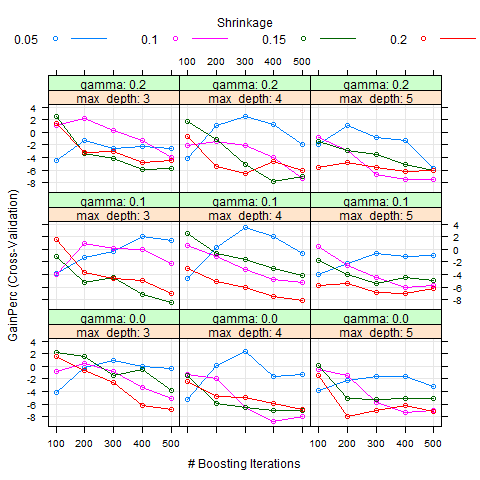 Shrinkage
0.05 0.1 0.15 0.2
100 200 300 400 500
gamma: 0.2 gamma: 0.2 gamma: 0.2
max_depth: 3 max_depth: 4 max_depth: 5
4
2
0
-2
-4
-6
-8
gamma: 0.1 gamma: 0.1 gamma: 0.1
max_depth: 3 max_depth: 4 max_depth: 5
4
2
0
-2
-4
-6
-8
gamma: 0.0 gamma: 0.0 gamma: 0.0
max_depth: 3 max_depth: 4 max_depth: 5
4
2
0
-2
-4
-6
-8
100 200 300 400 500 100 200 300 400 500
GainPerc (Cross-Validation)
# Boosting Iterations